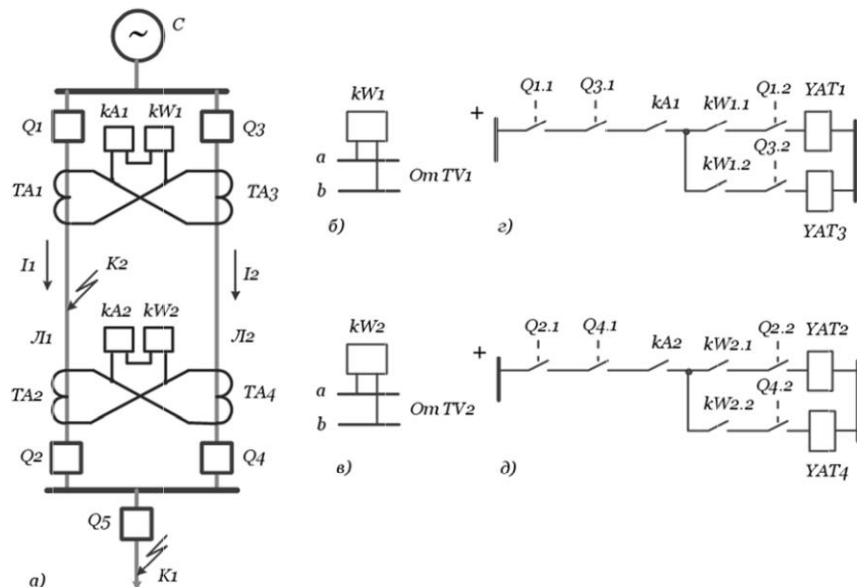 C
Q1
kA1
kW1
Q3
TA1
TA3
I1
K2
I2
Л1
kA2
kW2
Л2
TA2
TA4
Q2
Q4
Q5
K1
а)
kW1
a
b
От TV1
б)
kW2
a
b
От TV2
в)
+
Q1.1
Q3.1
kA1
kW1.1
Q1.2
YAT1
kW1.2
Q3.2
YAT3
г)
+
Q2.1
Q4.1
kA2
kW2.1
Q2.2
YAT2
kW2.2
Q4.2
YAT4
д)